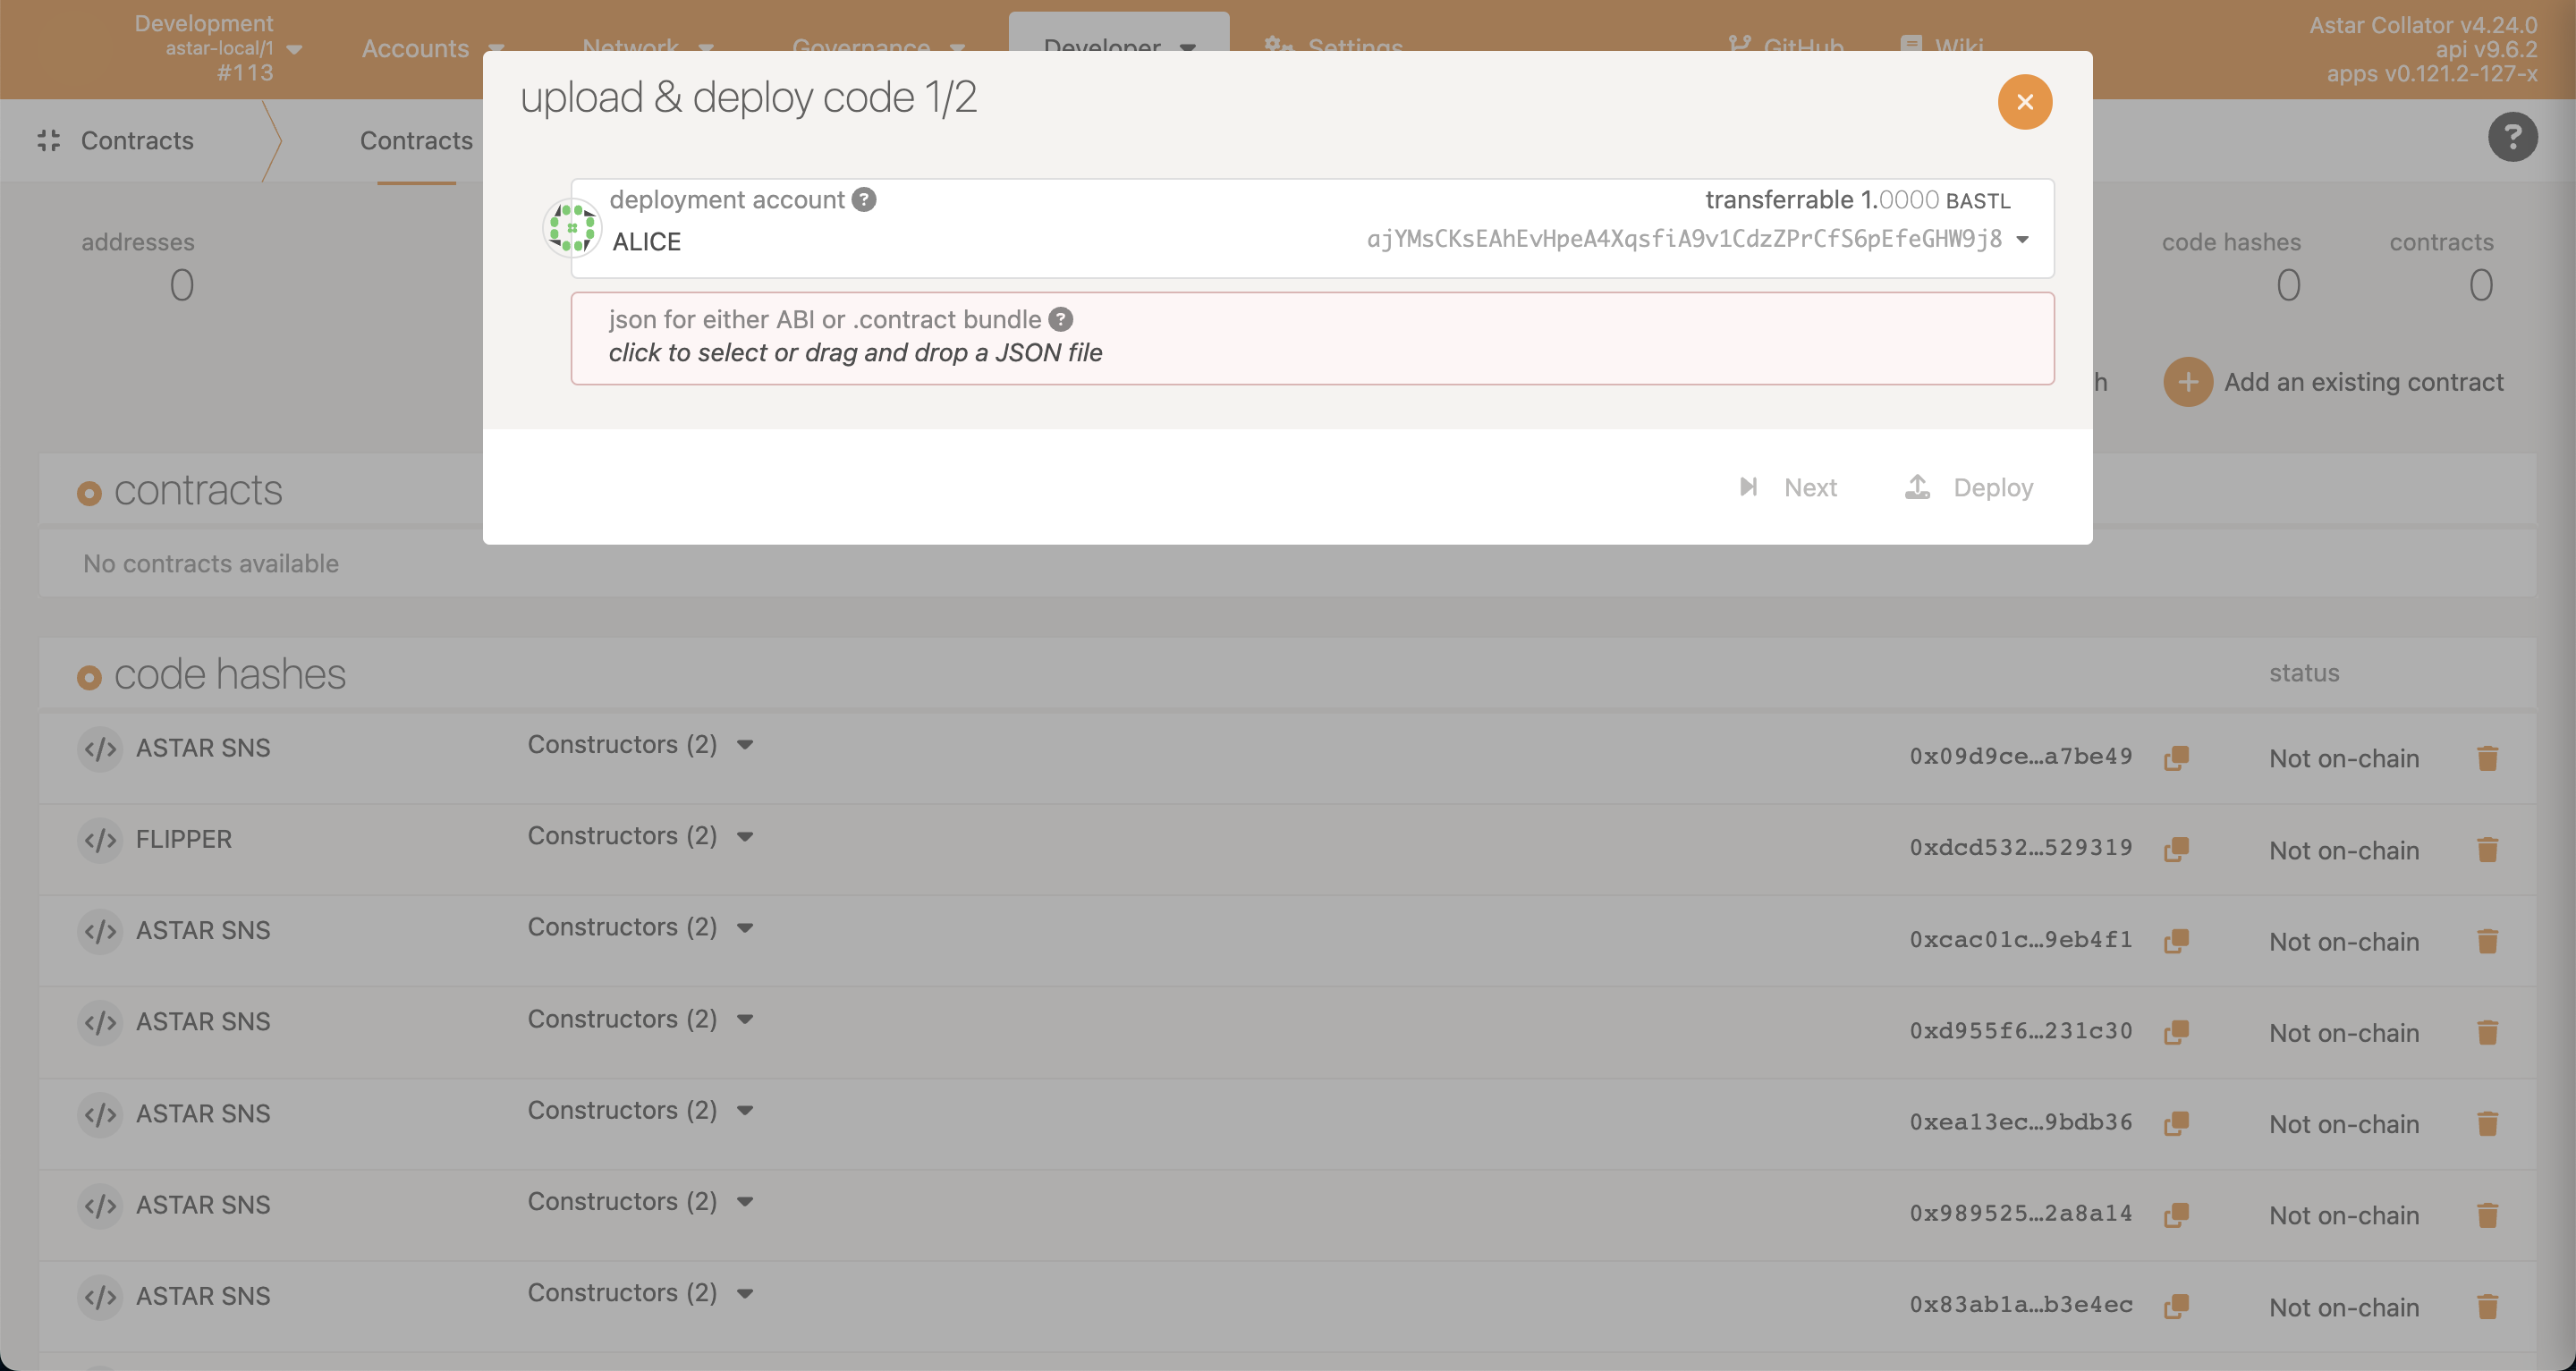 Development
astar-local/1
#113
Accounts
Network
Governance
Developer
Settings
GitHub
Wiki
Astar Collator v4.24.0
api v9.6.2
apps v0.121.2-127-x
Contracts
Contracts
?
upload & deploy code 1/2
deployment account ?
transferrable 1.0000 BASTL
ALICE
ajYMsCKsEAhEvHpeA4XqsfiA9v1CdzZPrCfS6pEfeGHW9j8
json for either ABI or .contract bundle ?
click to select or drag and drop a JSON file
Next
Deploy
addresses
0
code hashes
0
contracts
0
h
Add an existing contract
contracts
No contracts available
code hashes
status
ASTAR SNS Constructors (2) 0x09d9ce…a7be49 Not on-chain
FLIPPER Constructors (2) 0xdcd532…529319 Not on-chain
ASTAR SNS Constructors (2) 0xcac01c…9eb4f1 Not on-chain
ASTAR SNS Constructors (2) 0xd955f6…231c30 Not on-chain
ASTAR SNS Constructors (2) 0xea13ec…9bdb36 Not on-chain
ASTAR SNS Constructors (2) 0x989525…2a8a14 Not on-chain
ASTAR SNS Constructors (2) 0x83ab1a…b3e4ec Not on-chain